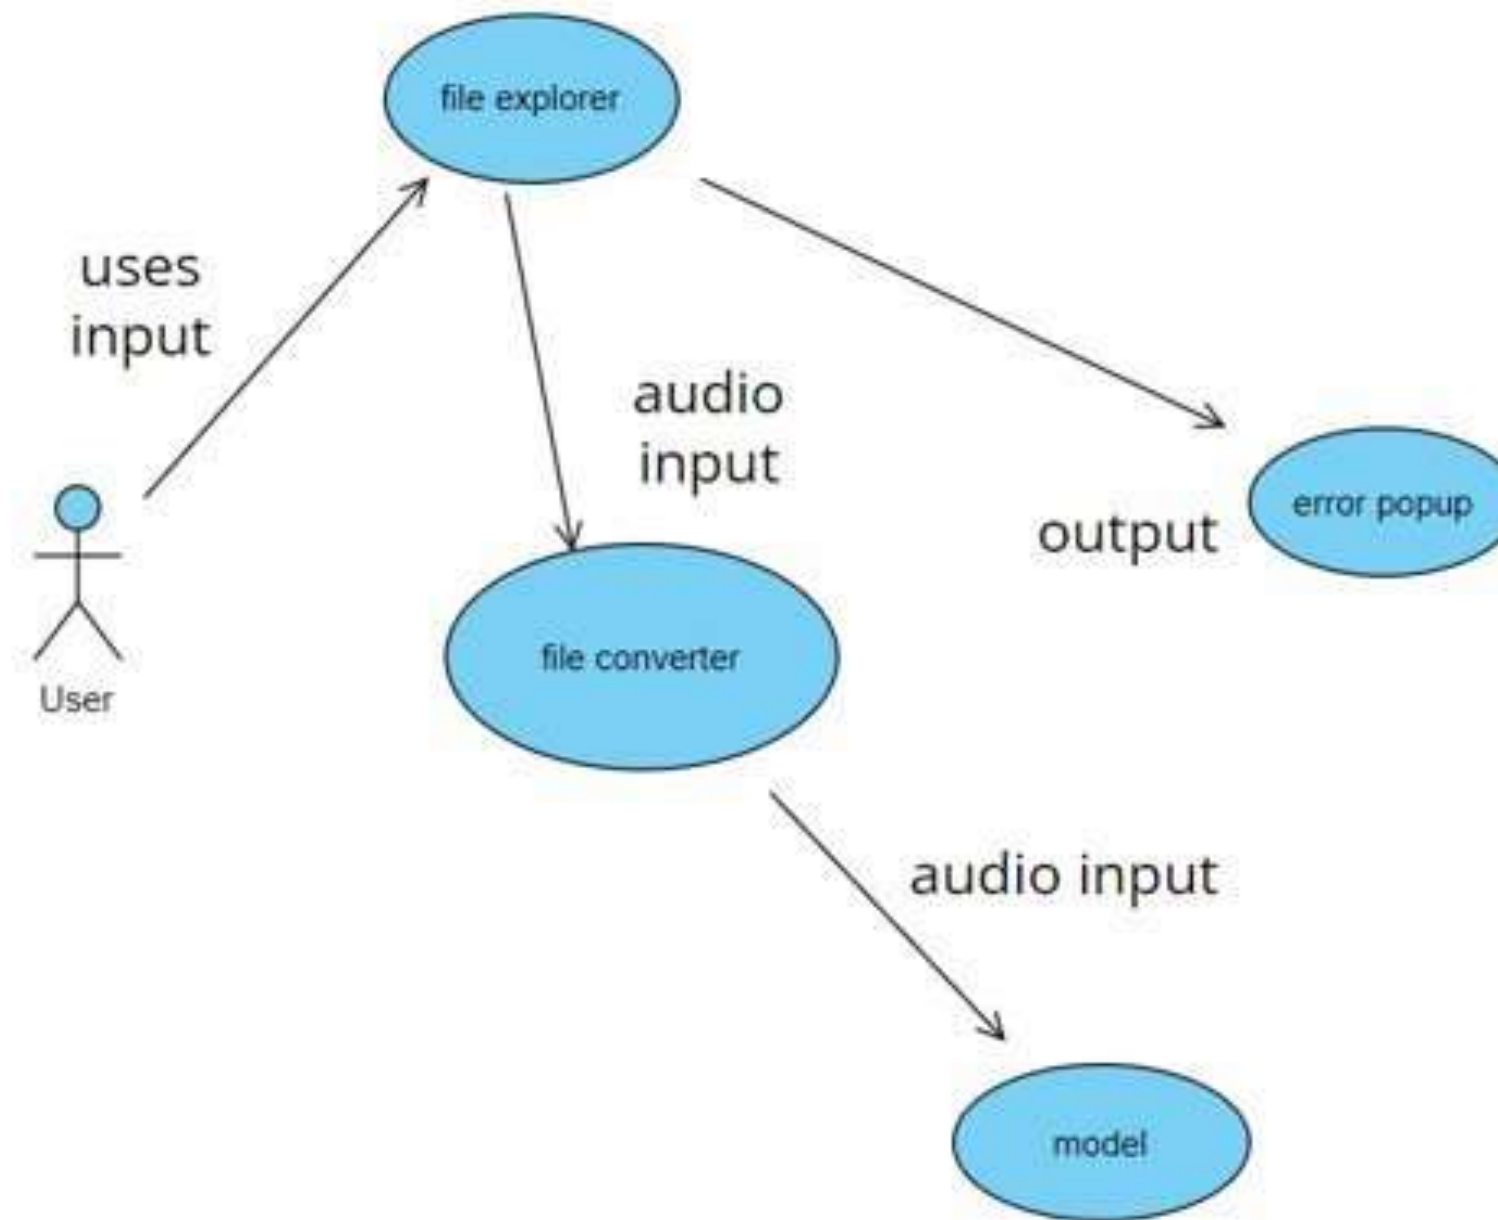 file explorer
uses
input
audio
input
output
error popup
User
file converter
audio input
model